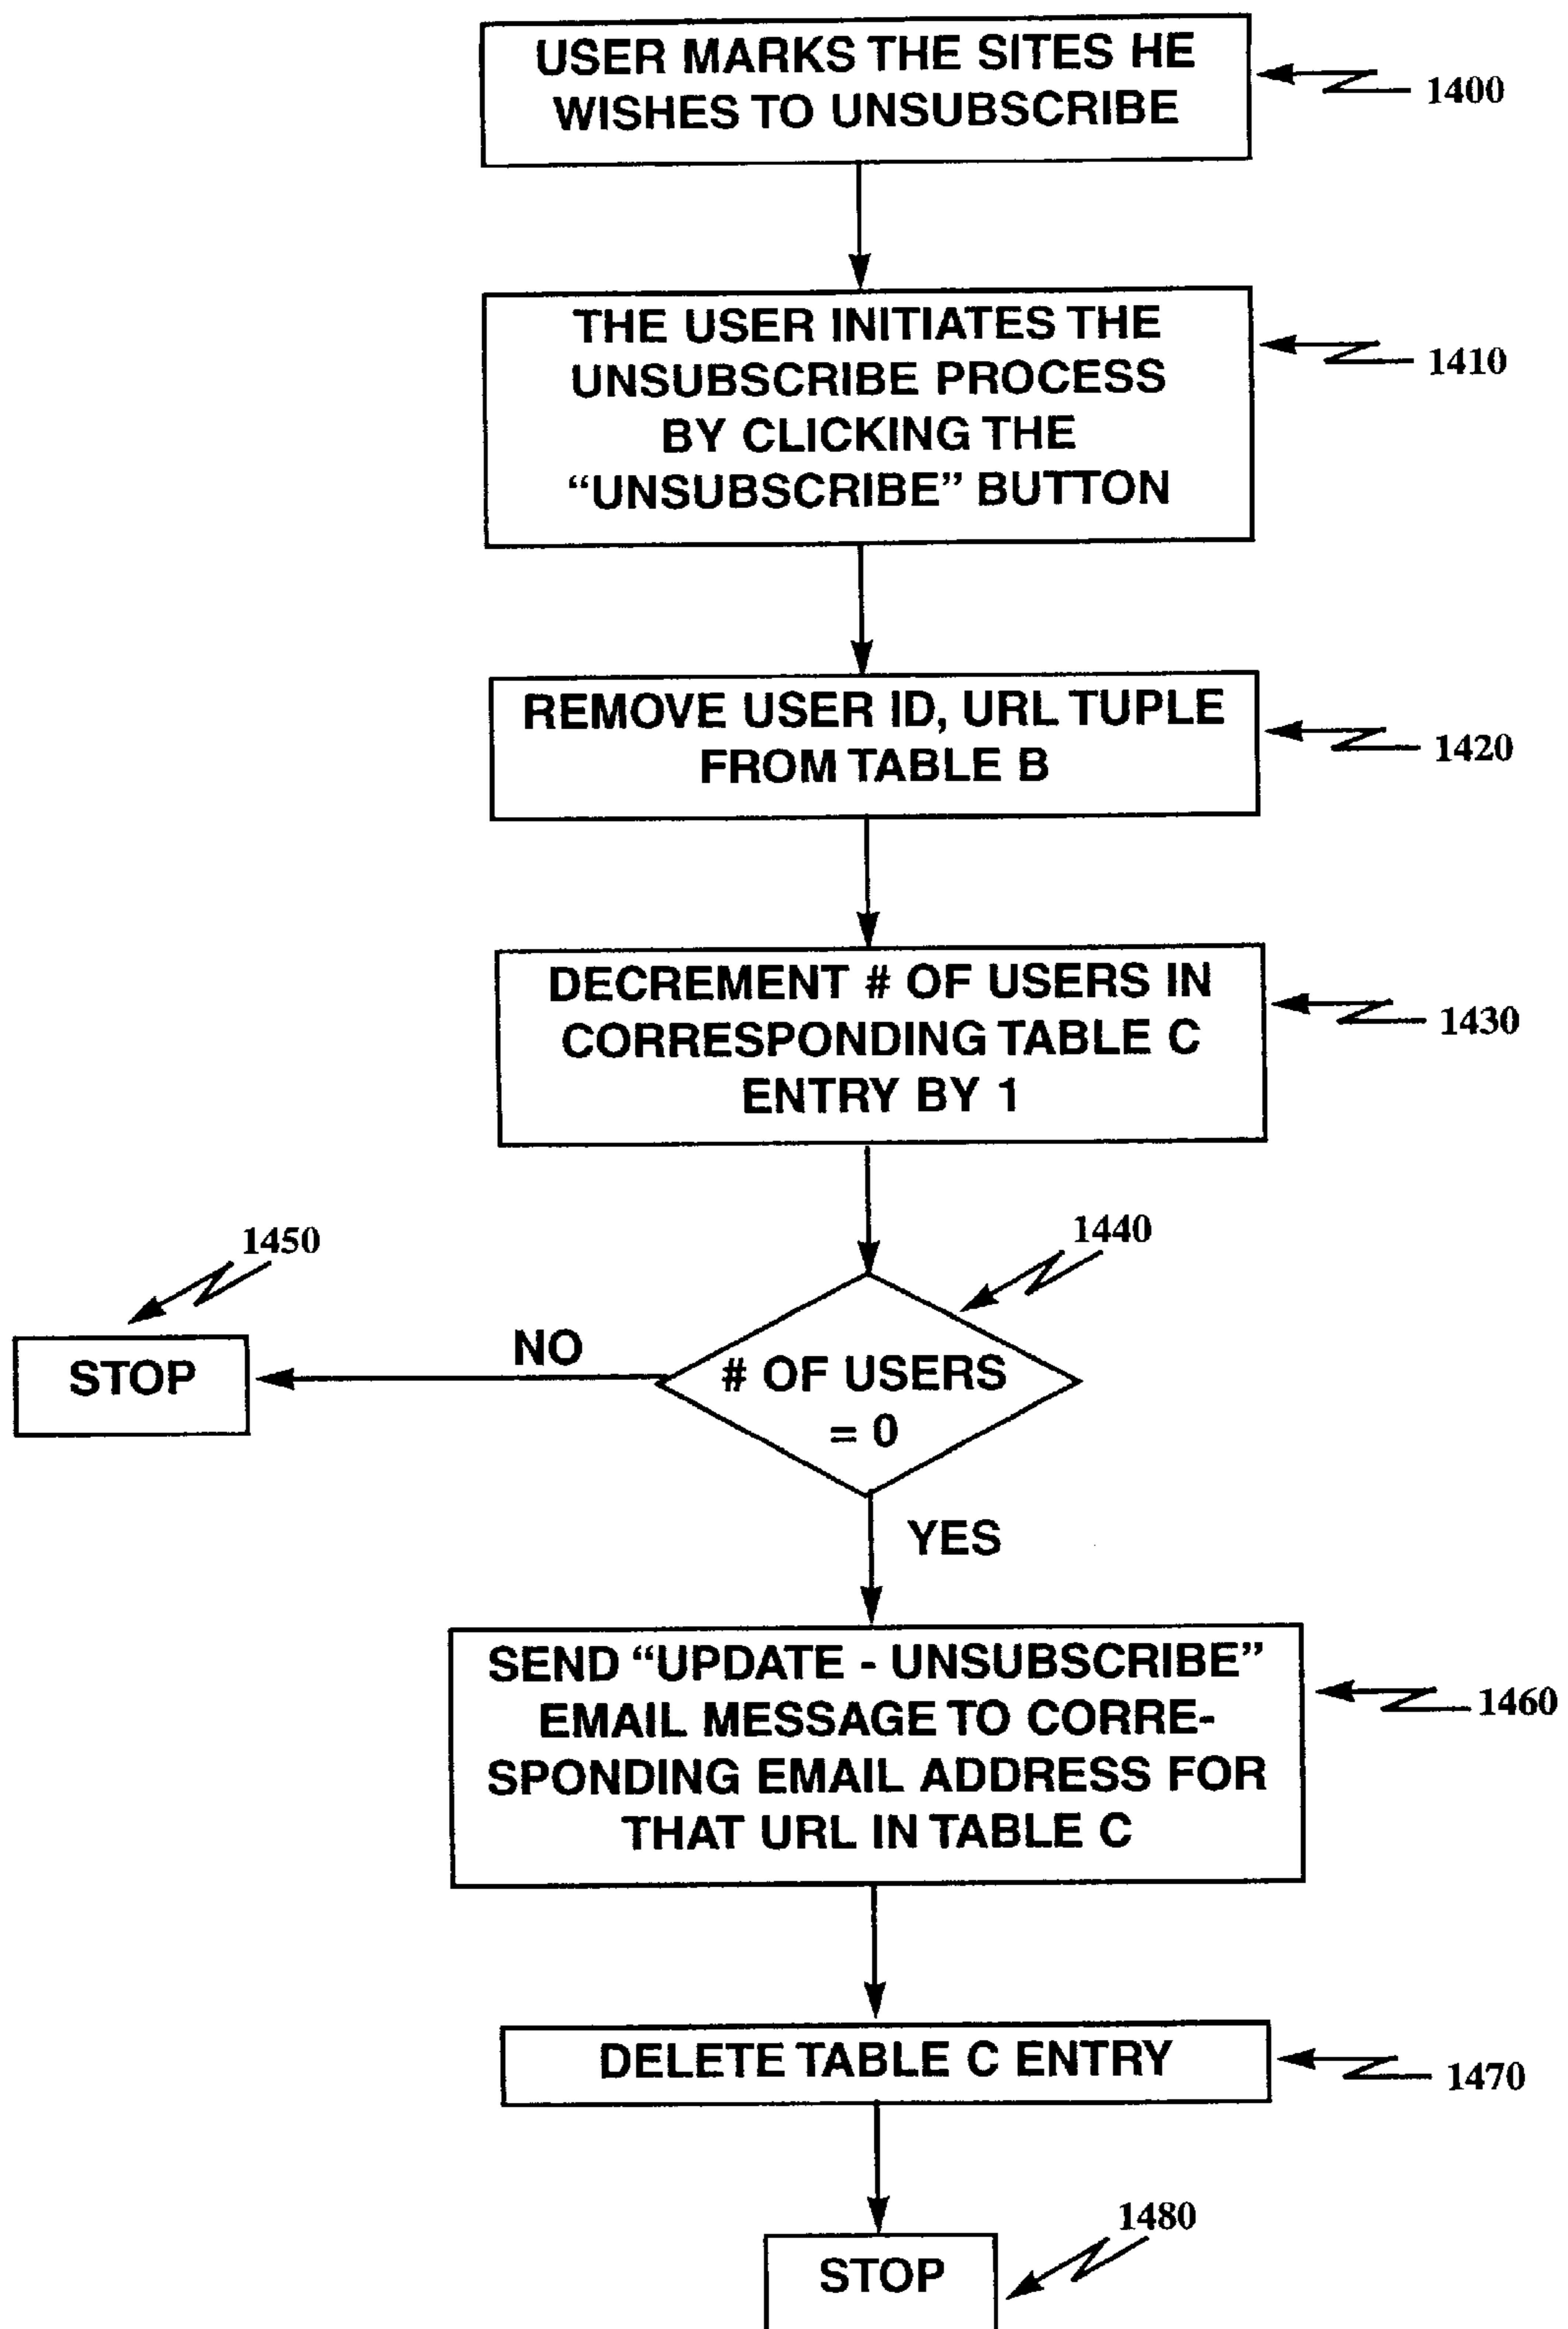 USER MARKS THE SITES HE
WISHES TO UNSUBSCRIBE
1400
THE USER INITIATES THE
UNSUBSCRIBE PROCESS
BY CLICKING THE
“UNSUBSCRIBE” BUTTON
1410
REMOVE USER ID, URL TUPLE
FROM TABLE B
1420
DECREMENT # OF USERS IN
CORRESPONDING TABLE C
ENTRY BY 1
1430
1450
1440
STOP
NO
# OF USERS
= 0
YES
SEND “UPDATE - UNSUBSCRIBE”
EMAIL MESSAGE TO CORRE-
SPONDING EMAIL ADDRESS FOR
THAT URL IN TABLE C
1460
DELETE TABLE C ENTRY
1470
1480
STOP